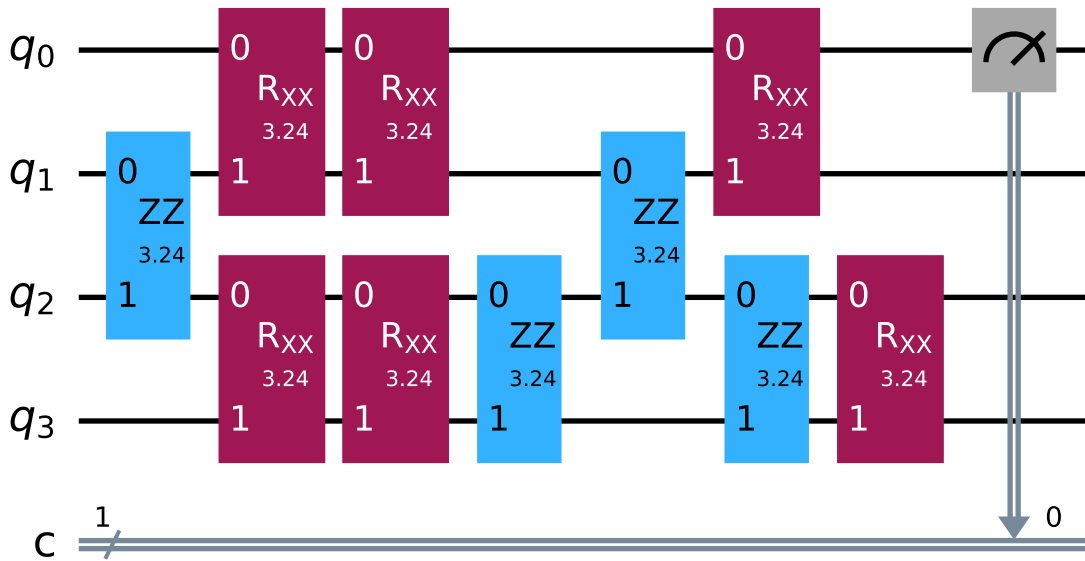 q0 0 0 0
RXX RXX RXX
3.24 3.24 3.24
q1 0 1 1 0 1
ZZ ZZ
3.24 3.24
q2 1 0 0 0 1 0 0
RXX RXX ZZ ZZ RXX
3.24 3.24 3.24 3.24 3.24
q3 1 1 1 1 1
1 0
c